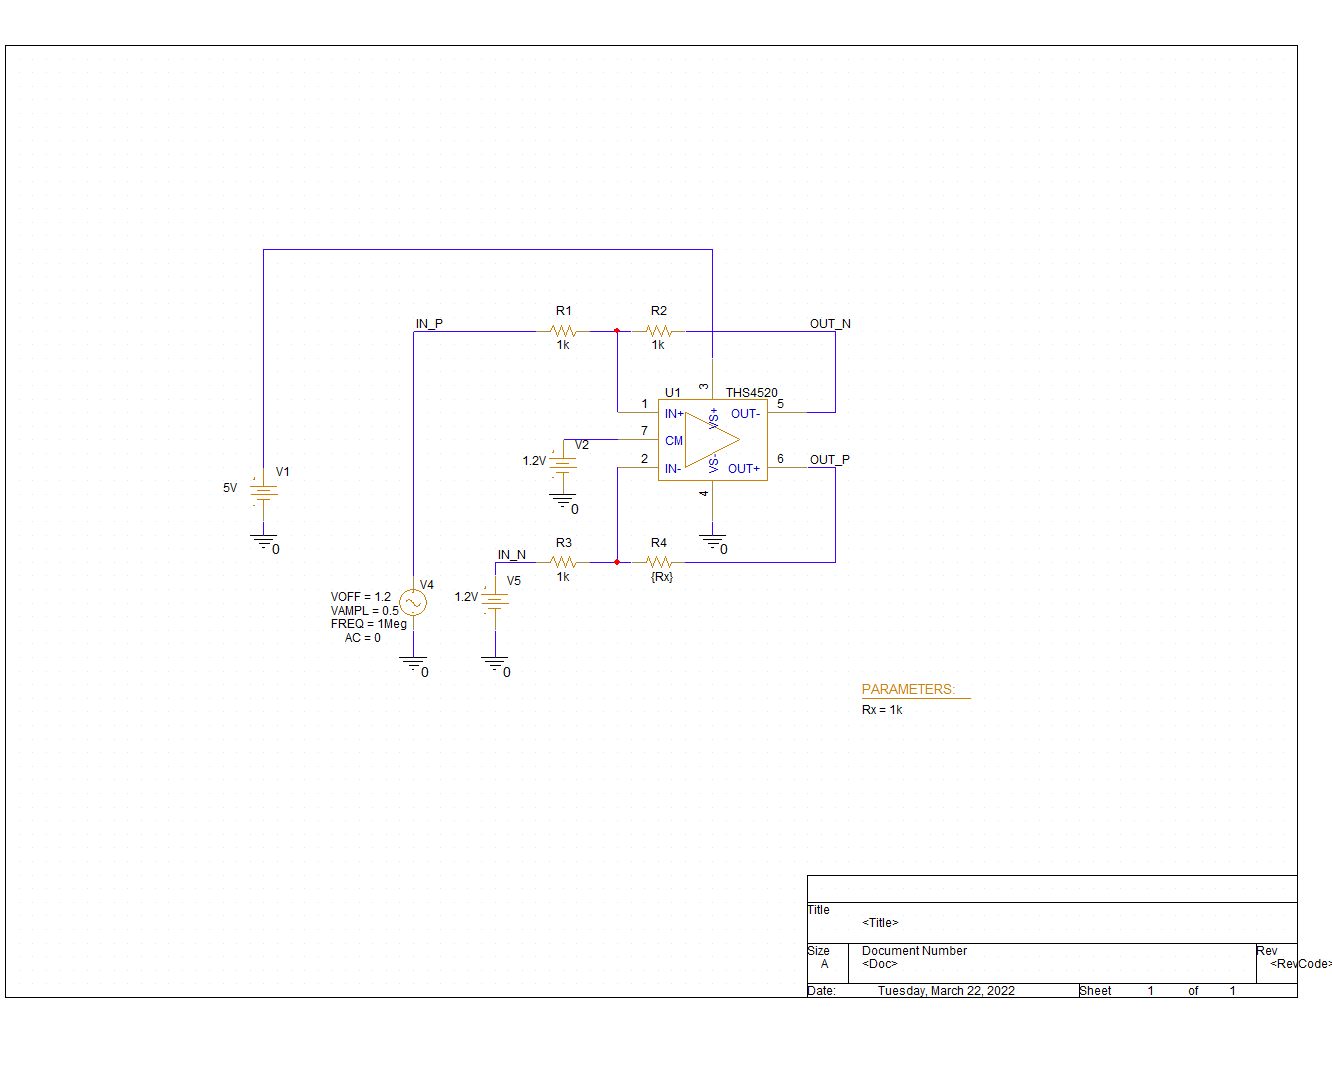 R1
R2
IN_P
OUT_N
1k
1k
3
U1
THS4520
1
5
IN+
VS+
OUT-
7
CM
V2
1.2V
2
6
OUT_P
IN-
VS-
OUT+
V1
5V
4
0
0
0
R3
R4
IN_N
1k
{Rx}
V5
V4
1.2V
VOFF = 1.2
VAMPL = 0.5
FREQ = 1Meg
AC = 0
0
0
PARAMETERS:
Rx = 1k
Title
<Title>
Size
Document Number
Rev
A
<Doc>
<RevCode>
Date:
Tuesday, March 22, 2022
Sheet
1
of
1